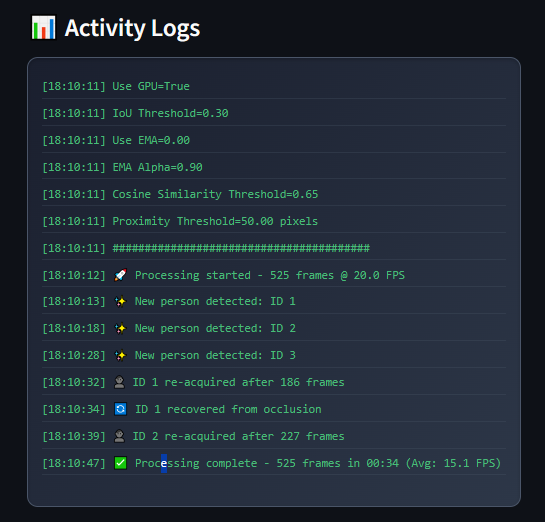 📊 Activity Logs
[18:10:11] Use GPU=True
[18:10:11] IoU Threshold=0.30
[18:10:11] Use EMA=0.00
[18:10:11] EMA Alpha=0.90
[18:10:11] Cosine Similarity Threshold=0.65
[18:10:11] Proximity Threshold=50.00 pixels
[18:10:11] ########################################
[18:10:12] 🚀 Processing started - 525 frames @ 20.0 FPS
[18:10:13] ✨ New person detected: ID 1
[18:10:18] ✨ New person detected: ID 2
[18:10:28] ✨ New person detected: ID 3
[18:10:32] 👤 ID 1 re-acquired after 186 frames
[18:10:34] 🔄 ID 1 recovered from occlusion
[18:10:39] 👤 ID 2 re-acquired after 227 frames
[18:10:47] ✅ Processing complete - 525 frames in 00:34 (Avg: 15.1 FPS)